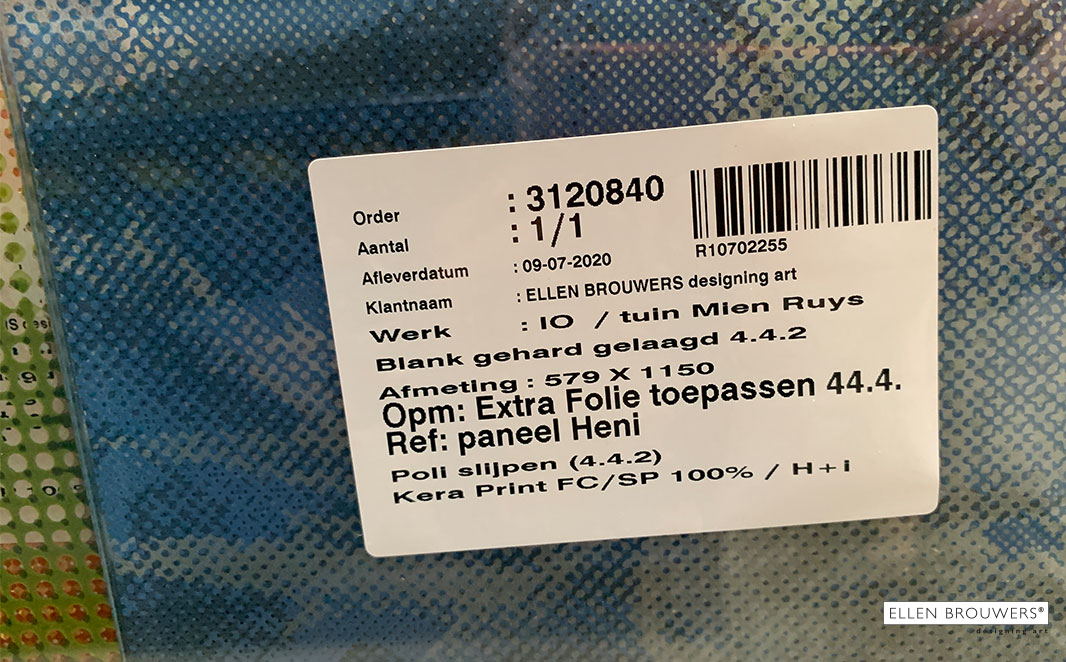 Order : 3120840
Aantal : 1/1
R10702255
Afleverdatum : 09-07-2020
Klantnaam : ELLEN BROUWERS designing art
Werk : IO / tuin Mien Ruys
Blank gehard gelaagd 4.4.2
Afmeting : 579 X 1150
Opm: Extra Folie toepassen 44.4.
Ref: paneel Heni
Poli slijpen (4.4.2)
Kera Print FC/SP 100% / H+i
ELLEN BROUWERS®
designing art